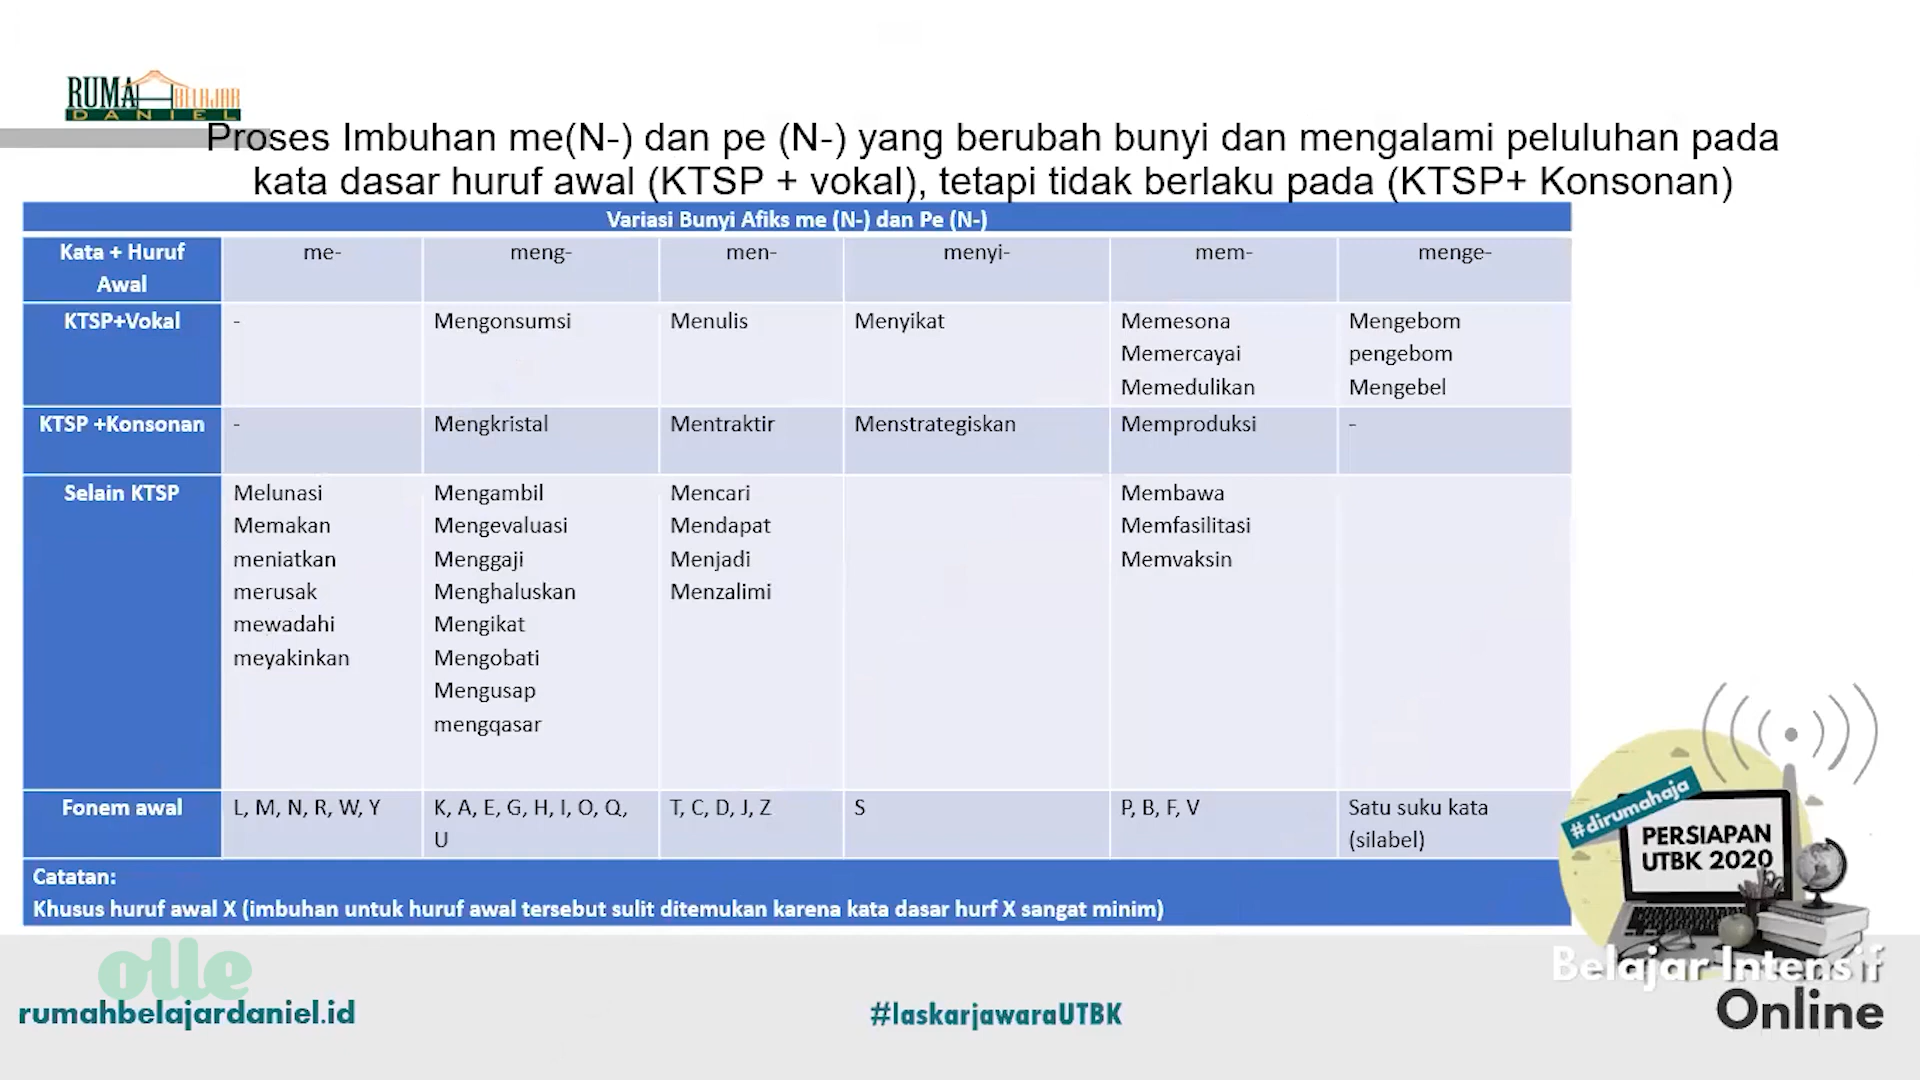 RUMA BELAJAR
DANIEL
Proses Imbuhan me(N-) dan pe (N-) yang berubah bunyi dan mengalami peluluhan pada
kata dasar huruf awal (KTSP + vokal), tetapi tidak berlaku pada (KTSP+ Konsonan)
Variasi Bunyi Afiks me (N-) dan Pe (N-)
Kata + Huruf
Awal
me-
meng-
men-
menyi-
mem-
menge-
KTSP+Vokal
-
Mengonsumsi
Menulis
Menyikat
Memesona
Memercayai
Memedulikan
Mengebom
pengebom
Mengebel
KTSP +Konsonan
-
Mengkristal
Mentraktir
Menstrategiskan
Memproduksi
-
Selain KTSP
Melunasi
Memakan
meniatkan
merusak
mewadahi
meyakinkan
Mengambil
Mengevaluasi
Menggaji
Menghaluskan
Mengikat
Mengobati
Mengusap
mengqasar
Mencari
Mendapat
Menjadi
Menzalimi
Membawa
Memfasilitasi
Memvaksin
Fonem awal
L, M, N, R, W, Y
K, A, E, G, H, I, O, Q,
U
T, C, D, J, Z
S
P, B, F, V
Satu suku kata
(silabel)
Catatan:
Khusus huruf awal X (imbuhan untuk huruf awal tersebut sulit ditemukan karena kata dasar hurf X sangat minim)
#dirumahaja
PERSIAPAN
UTBK 2020
Belajar Intensif
Online
olle
rumahbelajardaniel.id
#laskarjawaraUTBK